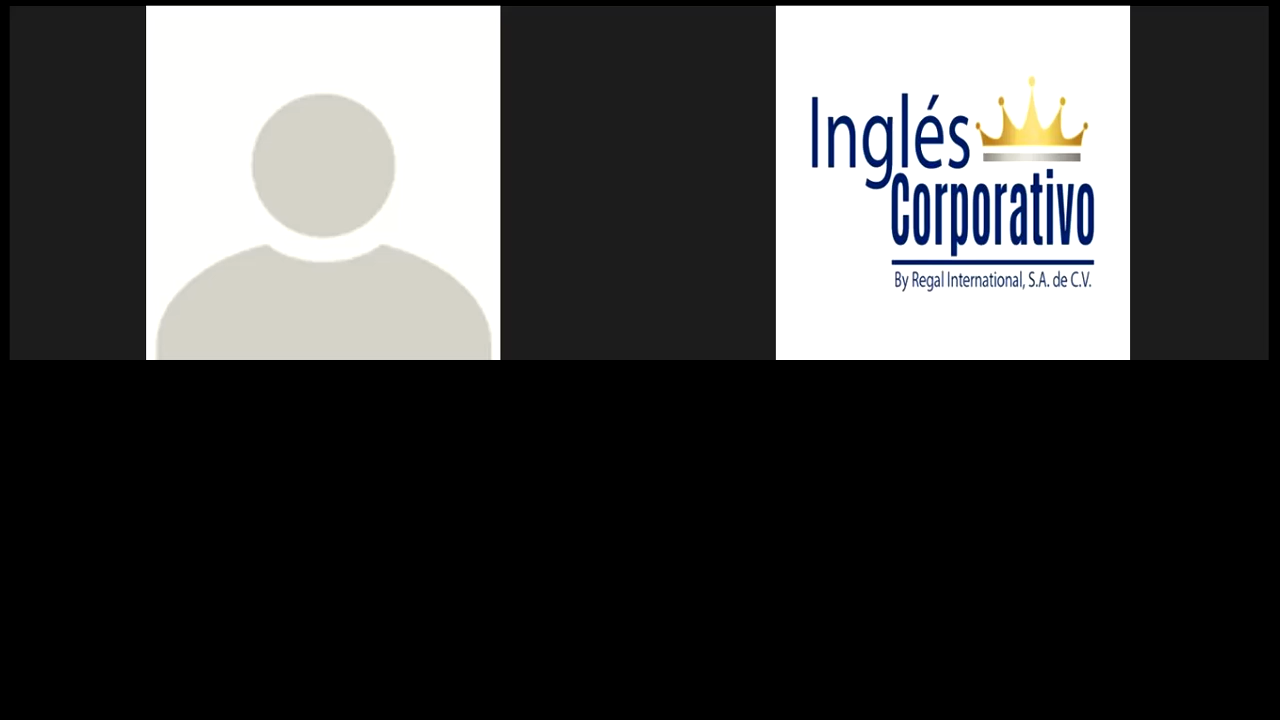 Inglés
Corporativo
By Regal International, S.A. de C.V.